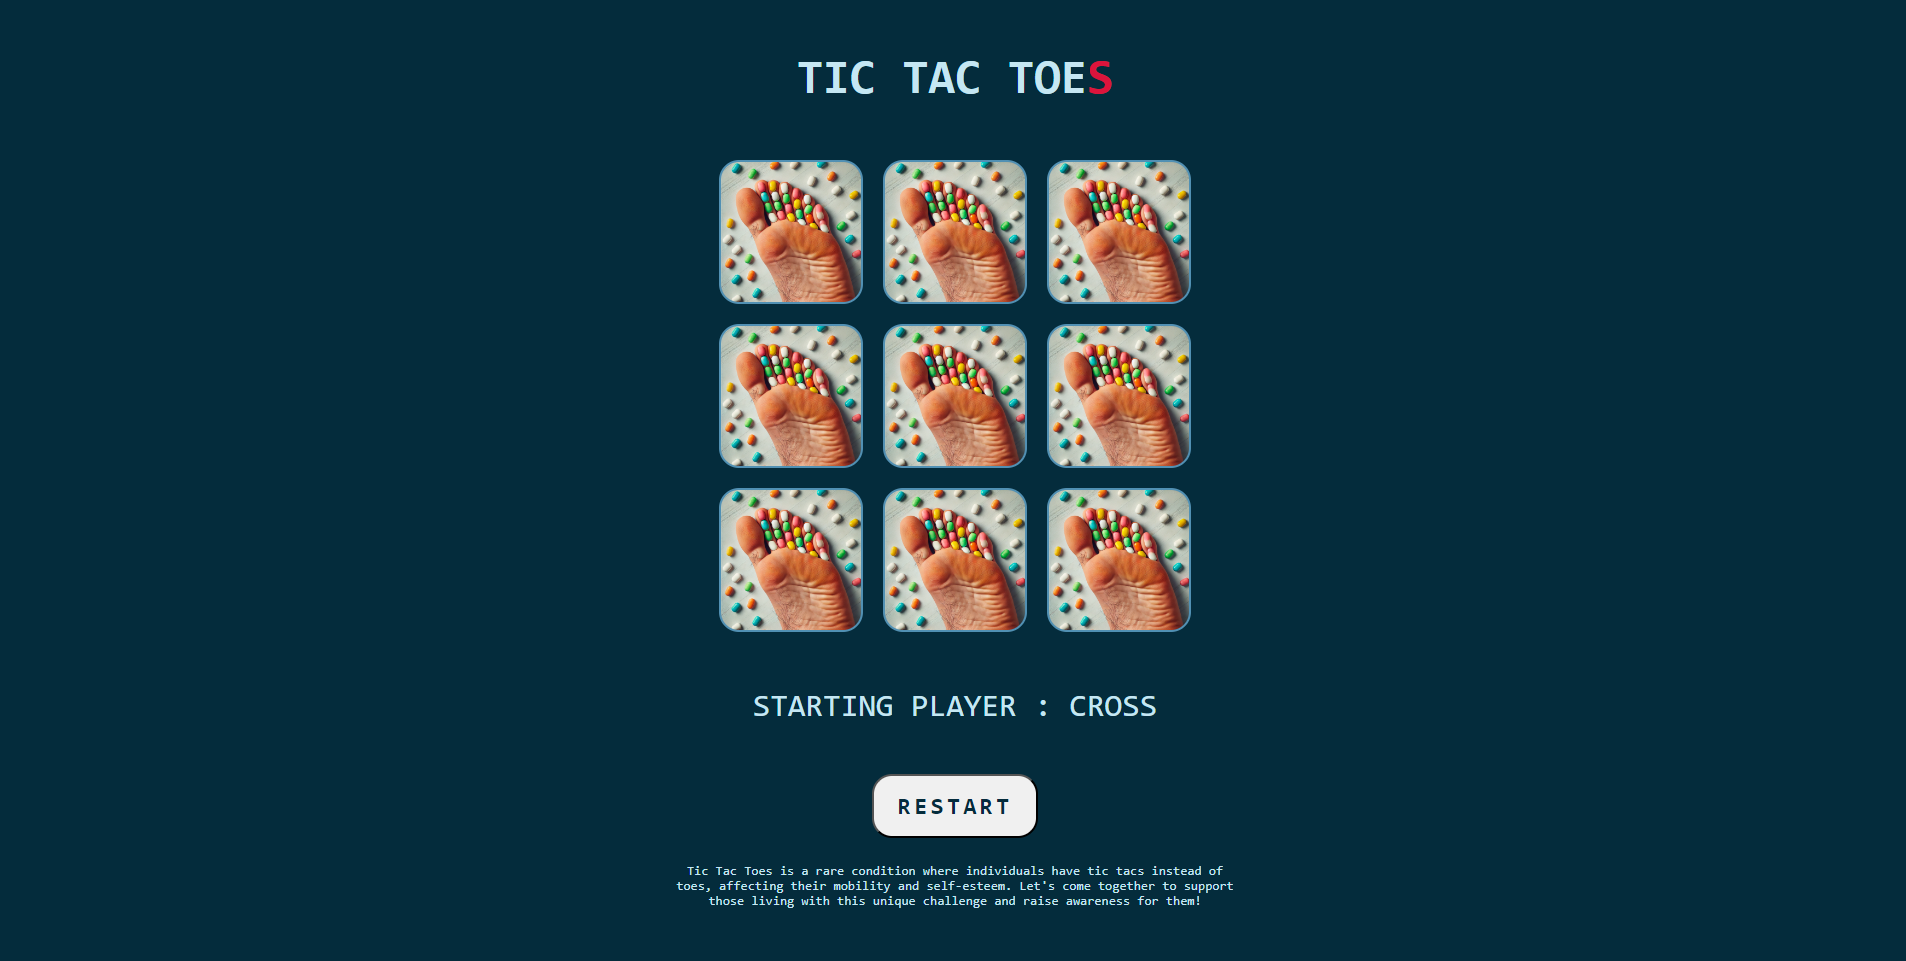 TIC TAC TOES
STARTING PLAYER : CROSS
RESTART
Tic Tac Toes is a rare condition where individuals have tic tacs instead of
toes, affecting their mobility and self-esteem. Let's come together to support
those living with this unique challenge and raise awareness for them!